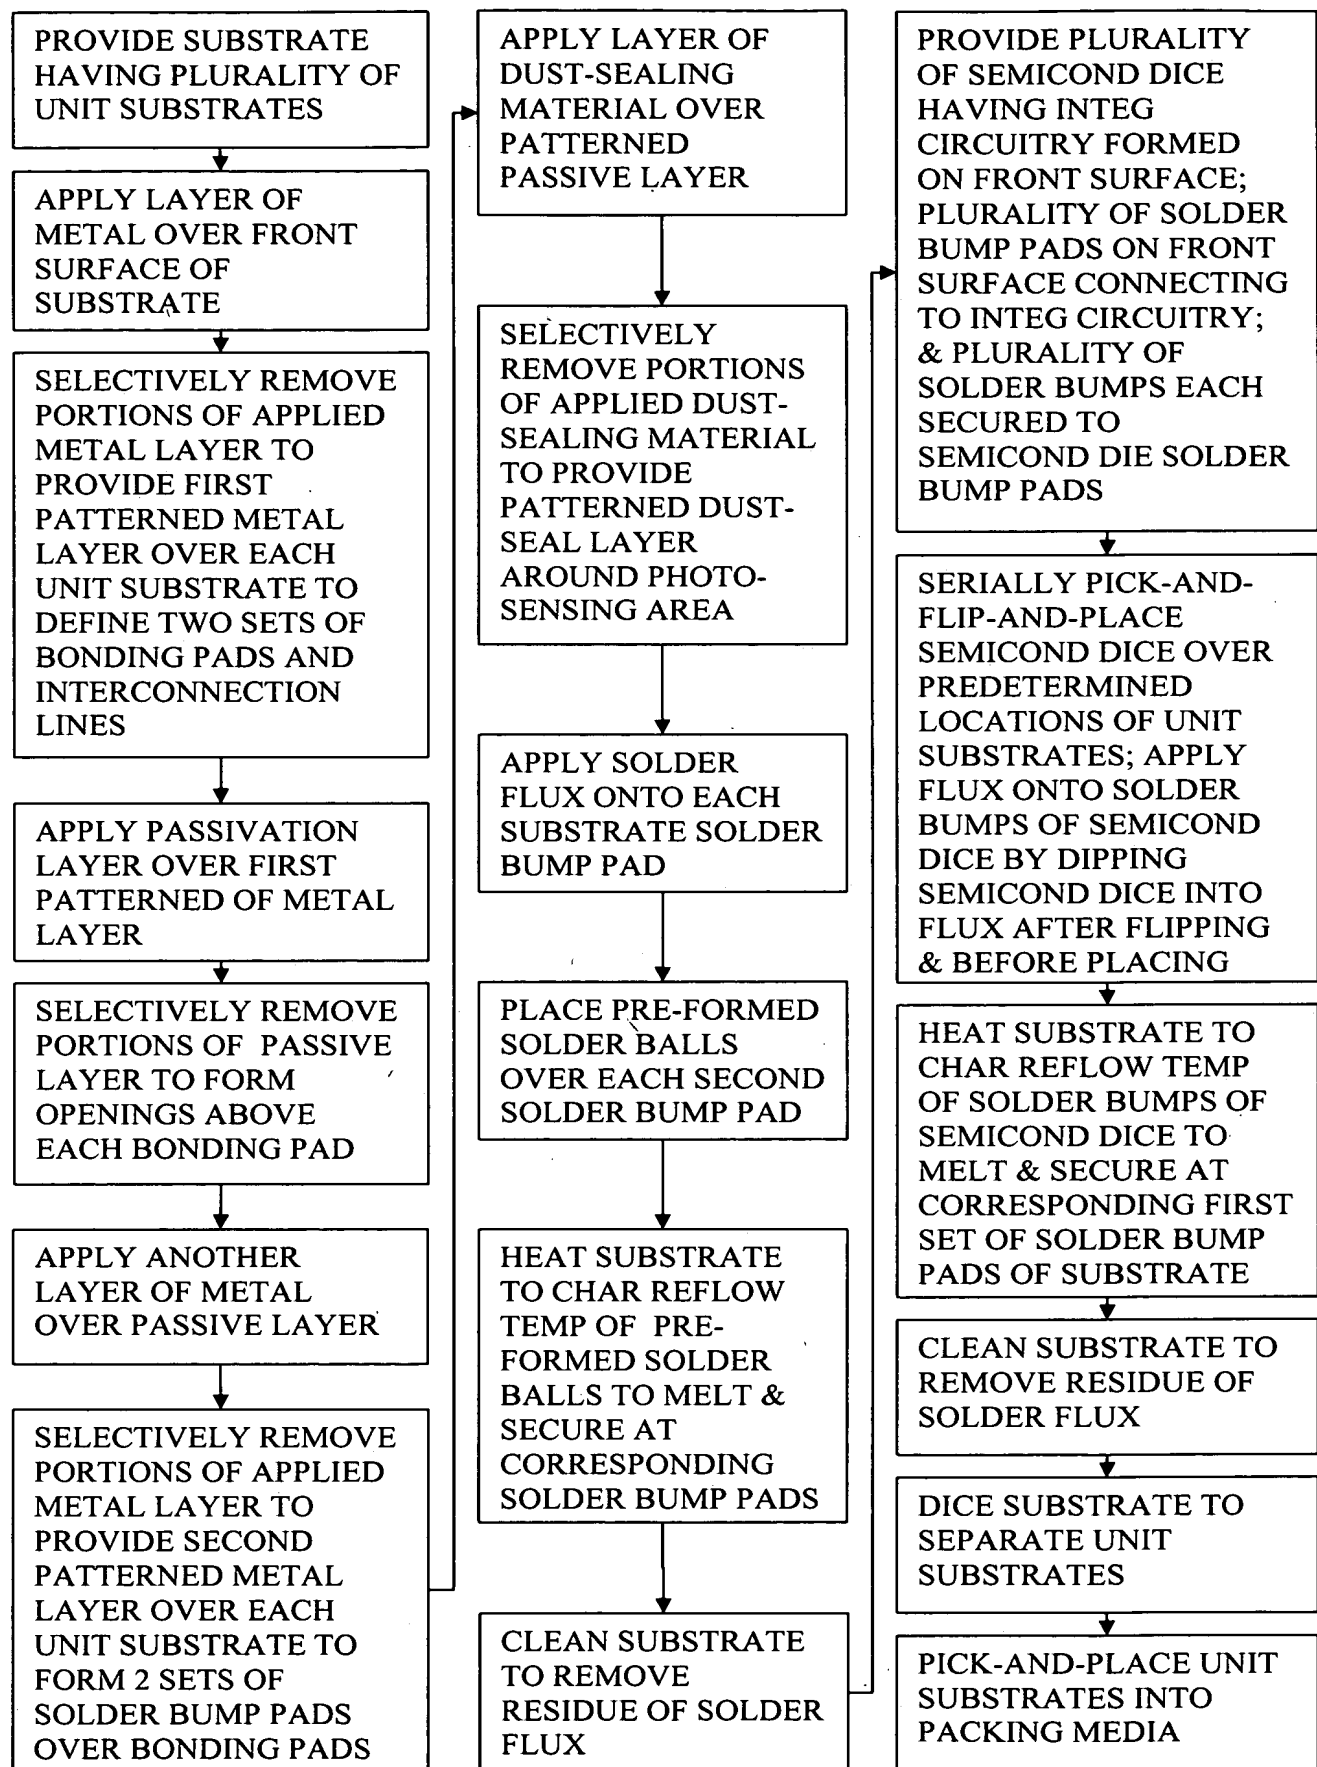 PROVIDE SUBSTRATE
HAVING PLURALITY OF
UNIT SUBSTRATES
APPLY LAYER OF
METAL OVER FRONT
SURFACE OF
SUBSTRATE
SELECTIVELY REMOVE
PORTIONS OF APPLIED
METAL LAYER TO
PROVIDE FIRST
PATTERNED METAL
LAYER OVER EACH
UNIT SUBSTRATE TO
DEFINE TWO SETS OF
BONDING PADS AND
INTERCONNECTION
LINES
APPLY PASSIVATION
LAYER OVER FIRST
PATTERNED OF METAL
LAYER
SELECTIVELY REMOVE
PORTIONS OF PASSIVE
LAYER TO FORM
OPENINGS ABOVE
EACH BONDING PAD
APPLY ANOTHER
LAYER OF METAL
OVER PASSIVE LAYER
SELECTIVELY REMOVE
PORTIONS OF APPLIED
METAL LAYER TO
PROVIDE SECOND
PATTERNED METAL
LAYER OVER EACH
UNIT SUBSTRATE TO
FORM 2 SETS OF
SOLDER BUMP PADS
OVER BONDING PADS
APPLY LAYER OF
DUST-SEALING
MATERIAL OVER
PATTERNED
PASSIVE LAYER
SELECTIVELY
REMOVE PORTIONS
OF APPLIED DUST-
SEALING MATERIAL
TO PROVIDE
PATTERNED DUST-
SEAL LAYER
AROUND PHOTO-
SENSING AREA
APPLY SOLDER
FLUX ONTO EACH
SUBSTRATE SOLDER
BUMP PAD
PLACE PRE-FORMED
SOLDER BALLS
OVER EACH SECOND
SOLDER BUMP PAD
HEAT SUBSTRATE
TO CHAR REFLOW
TEMP OF PRE-
FORMED SOLDER
BALLS TO MELT &
SECURE AT
CORRESPONDING
SOLDER BUMP PADS
CLEAN SUBSTRATE
TO REMOVE
RESIDUE OF SOLDER
FLUX
PROVIDE PLURALITY
OF SEMICOND DICE
HAVING INTEG
CIRCUITRY FORMED
ON FRONT SURFACE;
PLURALITY OF SOLDER
BUMP PADS ON FRONT
SURFACE CONNECTING
TO INTEG CIRCUITRY;
& PLURALITY OF
SOLDER BUMPS EACH
SECURED TO
SEMICOND DIE SOLDER
BUMP PADS
SERIALLY PICK-AND-
FLIP-AND-PLACE
SEMICOND DICE OVER
PREDETERMINED
LOCATIONS OF UNIT
SUBSTRATES; APPLY
FLUX ONTO SOLDER
BUMPS OF SEMICOND
DICE BY DIPPING
SEMICOND DICE INTO
FLUX AFTER FLIPPING
& BEFORE PLACING
HEAT SUBSTRATE TO
CHAR REFLOW TEMP
OF SOLDER BUMPS OF
SEMICOND DICE TO
MELT & SECURE AT
CORRESPONDING FIRST
SET OF SOLDER BUMP
PADS OF SUBSTRATE
CLEAN SUBSTRATE TO
REMOVE RESIDUE OF
SOLDER FLUX
DICE SUBSTRATE TO
SEPARATE UNIT
SUBSTRATES
PICK-AND-PLACE UNIT
SUBSTRATES INTO
PACKING MEDIA